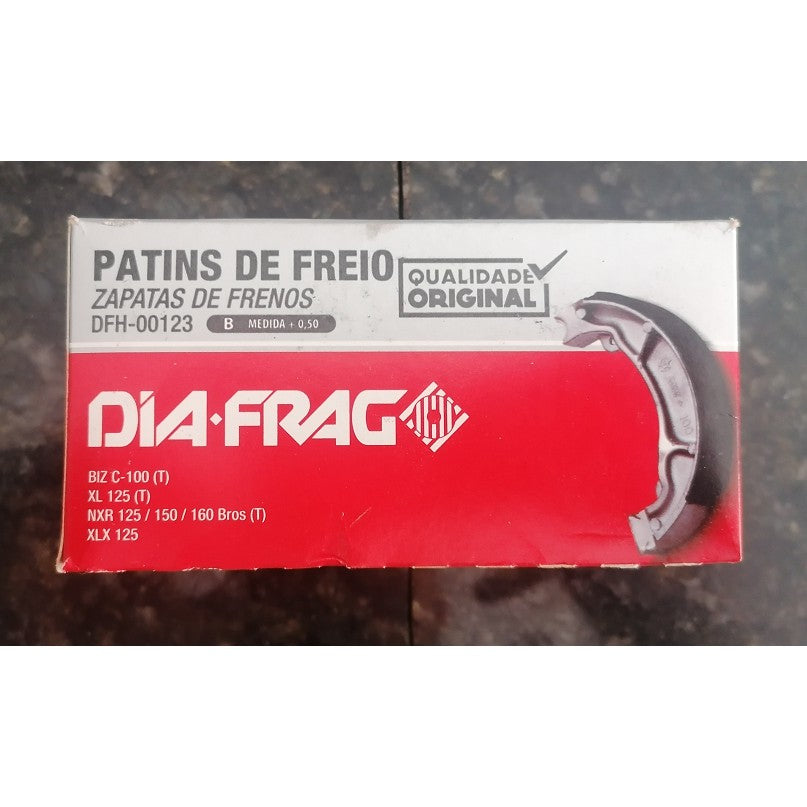 PATINS DE FREIO
ZAPATAS DE FRENOS
DFH-00123 B MEDIDA + 0,50
QUALIDADE
ORIGINAL
DIA·FRAG
BIZ C-100 (T)
XL 125 (T)
NXR 125 / 150 / 160 Bros (T)
XLX 125